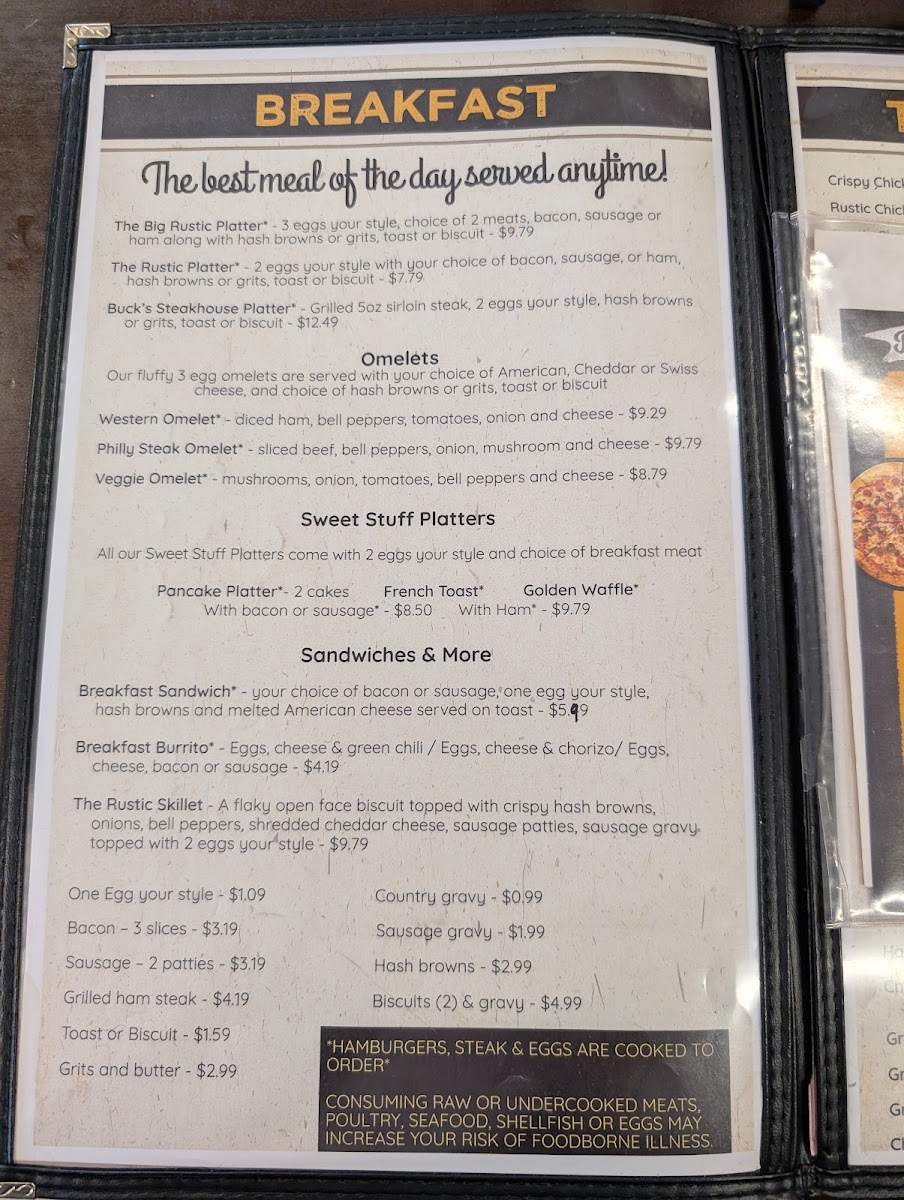 BREAKFAST
The best meal of the day served anytime!
The Big Rustic Platter* - 3 eggs your style, choice of 2 meats, bacon, sausage or
ham along with hash browns or grits, toast or biscuit - $9.79
The Rustic Platter* - 2 eggs your style with your choice of bacon, sausage, or ham,
hash browns or grits, toast or biscuit - $7.79
Buck's Steakhouse Platter* - Grilled 5oz sirloin steak, 2 eggs your style, hash browns
or grits, toast or biscuit - $12.49
Omelets
Our fluffy 3 egg omelets are served with your choice of American, Cheddar or Swiss
cheese, and choice of hash browns or grits, toast or biscuit
Western Omelet* - diced ham, bell peppers, tomatoes, onion and cheese - $9.29
Philly Steak Omelet* - sliced beef, bell peppers, onion, mushroom and cheese - $9.79
Veggie Omelet* - mushrooms, onion, tomatoes, bell peppers and cheese - $8.79
Sweet Stuff Platters
All our Sweet Stuff Platters come with 2 eggs your style and choice of breakfast meat
Pancake Platter*- 2 cakes French Toast* Golden Waffle*
With bacon or sausage* - $8.50 With Ham* - $9.79
Sandwiches & More
Breakfast Sandwich* - your choice of bacon or sausage, one egg your style,
hash browns and melted American cheese served on toast - $5.99
Breakfast Burrito* - Eggs, cheese & green chili / Eggs, cheese & chorizo/ Eggs,
cheese, bacon or sausage - $4.19
The Rustic Skillet - A flaky open face biscuit topped with crispy hash browns,
onions, bell peppers, shredded cheddar cheese, sausage patties, sausage gravy
topped with 2 eggs your style - $9.79
One Egg your style - $1.09
Bacon – 3 slices - $3.19
Sausage – 2 patties - $3.19
Grilled ham steak - $4.19
Toast or Biscuit - $1.59
Grits and butter - $2.99
Country gravy - $0.99
Sausage gravy - $1.99
Hash browns - $2.99
Biscuits (2) & gravy - $4.99
*HAMBURGERS, STEAK & EGGS ARE COOKED TO
ORDER*
CONSUMING RAW OR UNDERCOOKED MEATS,
POULTRY, SEAFOOD, SHELLFISH OR EGGS MAY
INCREASE YOUR RISK OF FOODBORNE ILLNESS.
Crispy
Rustic